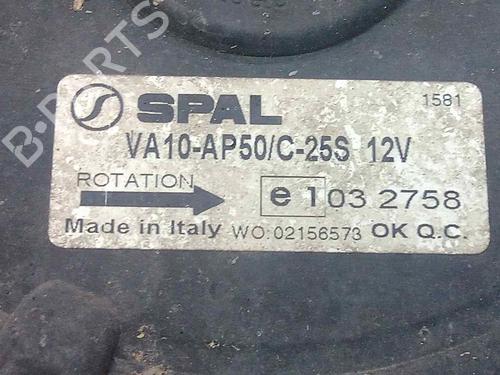 SPAL 1581
VA10-AP50/C-25S 12V
ROTATION
e 1 03 2758
Made in Italy WO:02156573 OK Q.C.
B-PARTS